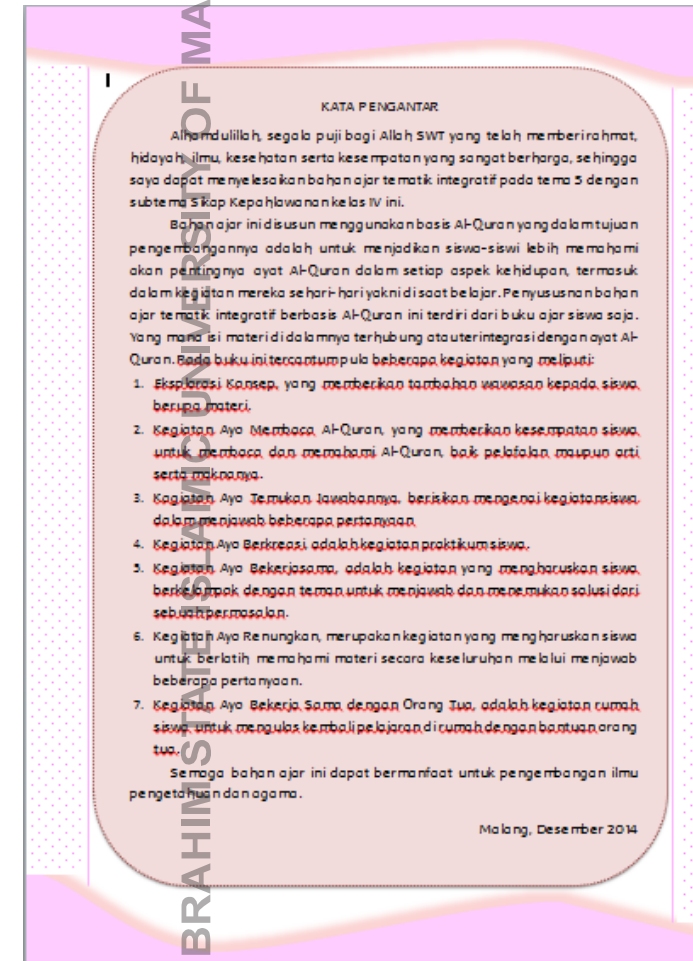 KATA PENGANTAR
Alhamdulillah, segala puji bagi Allah SWT yang telah memberi rahmat,
hidayah, ilmu, kesehatan serta kesempatan yang sangat berharga, sehingga
saya dapat menyelesaikan bahan ajar tematik integratif pada tema 5 dengan
subtema Sikap Kepahlawanan kelas IV ini.
Bahan ajar ini disusun menggunakan basis Al-Quran yang dalam tujuan
pengembangannya adalah untuk menjadikan siswa-siswi lebih memahami
akan pentingnya ayat Al-Quran dalam setiap aspek kehidupan, termasuk
dalam kegiatan mereka sehari-hari yakni di saat belajar. Penyususnan bahan
ajar tematik integratif berbasis Al-Quran ini terdiri dari buku ajar siswa saja.
Yang mana isi materi di dalamnya terhubung atau terintegrasi dengan ayat Al-
Quran. Pada buku ini tercantum pula beberapa kegiatan yang meliputi:
1. Eksplorasi Konsep, yang memberikan tambahan wawasan kepada siswa
berupa materi.
2. Kegiatan Ayo Membaca Al-Quran, yang memberikan kesempatan siswa
untuk membaca dan memahami Al-Quran, baik pelafalan maupun arti
serta maknanya.
3. Kagiatan Ayo Temukan Jawabannya, berisikan mengenai kegiatan siswa
dalam menjawab beberapa pertanyaan
4. Kegiatan Ayo Berkreasi, adalah kegiatan praktikum siswa.
5. Kegiatan Ayo Bekerjasama, adalah kegiatan yang mengharuskan siswa
berkelompok dengan teman untuk menjawab dan menemukan solusi dari
sebuah permasalan.
6. Kegiatan Ayo Renungkan, merupakan kegiatan yang mengharuskan siswa
untuk berlatih memahami materi secara keseluruhan melalui menjawab
beberapa pertanyaan.
7. Kegiatan Ayo Bekerja Sama dengan Orang Tua, adalah kegiatan rumah
siswa untuk mengulas kembali pelajaran di rumah dengan bantuan orang
tua.
Semoga bahan ajar ini dapat bermanfaat untuk pengembangan ilmu
pengetahuan dan agama.
Malang, Desember 2014
BRAHIM STATE ISLAMIC UNIVERSITY OF MA